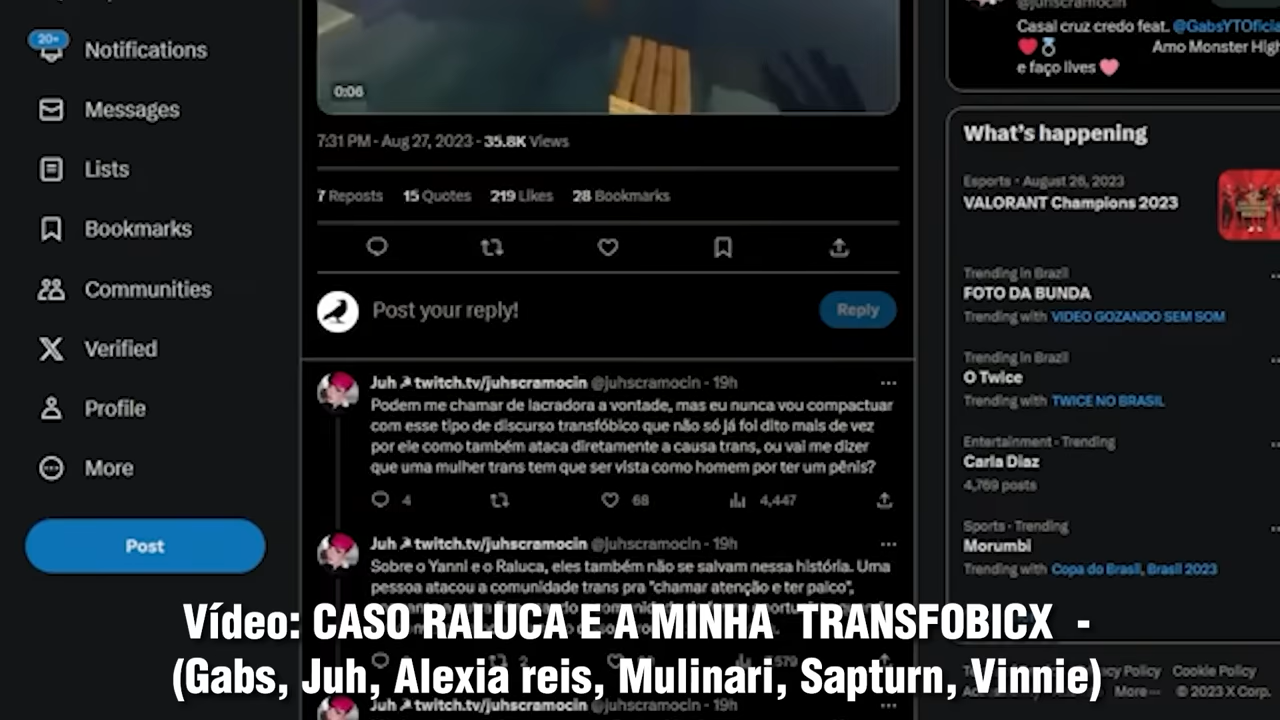 20+
Notifications
Messages
Lists
Bookmarks
Communities
Verified
Profile
More
Post
0:06
7:31 PM · Aug 27, 2023 · 35.8K Views
7 Reposts 15 Quotes 219 Likes 28 Bookmarks
Post your reply!
Reply
Juh twitch.tv/juhscramocin @juhscramocin · 19h
Podem me chamar de lacradora a vontade, mas eu nunca vou compactuar
com esse tipo de discurso transfóbico que não só já foi dito mais de vez
por ele como também ataca diretamente a causa trans, ou vai me dizer
que uma mulher trans tem que ser vista como homem por ter um pênis?
4 68 4,447
Juh twitch.tv/juhscramocin @juhscramocin · 19h
Sobre o Yanni e o Raluca, eles também não se salvam nessa história. Uma
pessoa atacou a comunidade trans pra "chamar atenção e ter palco",
Juh twitch.tv/juhscramocin @juhscramocin · 19h
@juhscramocin
Casal cruz credo feat. @GabsYTOficia
❤️💍 Amo Monster High
e faço lives 🩷
What's happening
Esports · August 26, 2023
VALORANT Champions 2023
Trending in Brazil
FOTO DA BUNDA
Trending with VIDEO GOZANDO SEM SOM
Trending in Brazil
O Twice
Trending with TWICE NO BRASIL
Entertainment · Trending
Carla Diaz
4,769 posts
Sports · Trending
Morumbi
Trending with Copa do Brasil, Brasil 2023
Policy Cookie Policy
More ··· © 2023 X Corp.
Vídeo: CASO RALUCA E A MINHA TRANSFOBICX -
(Gabs, Juh, Alexia reis, Mulinari, Sapturn, Vinnie)